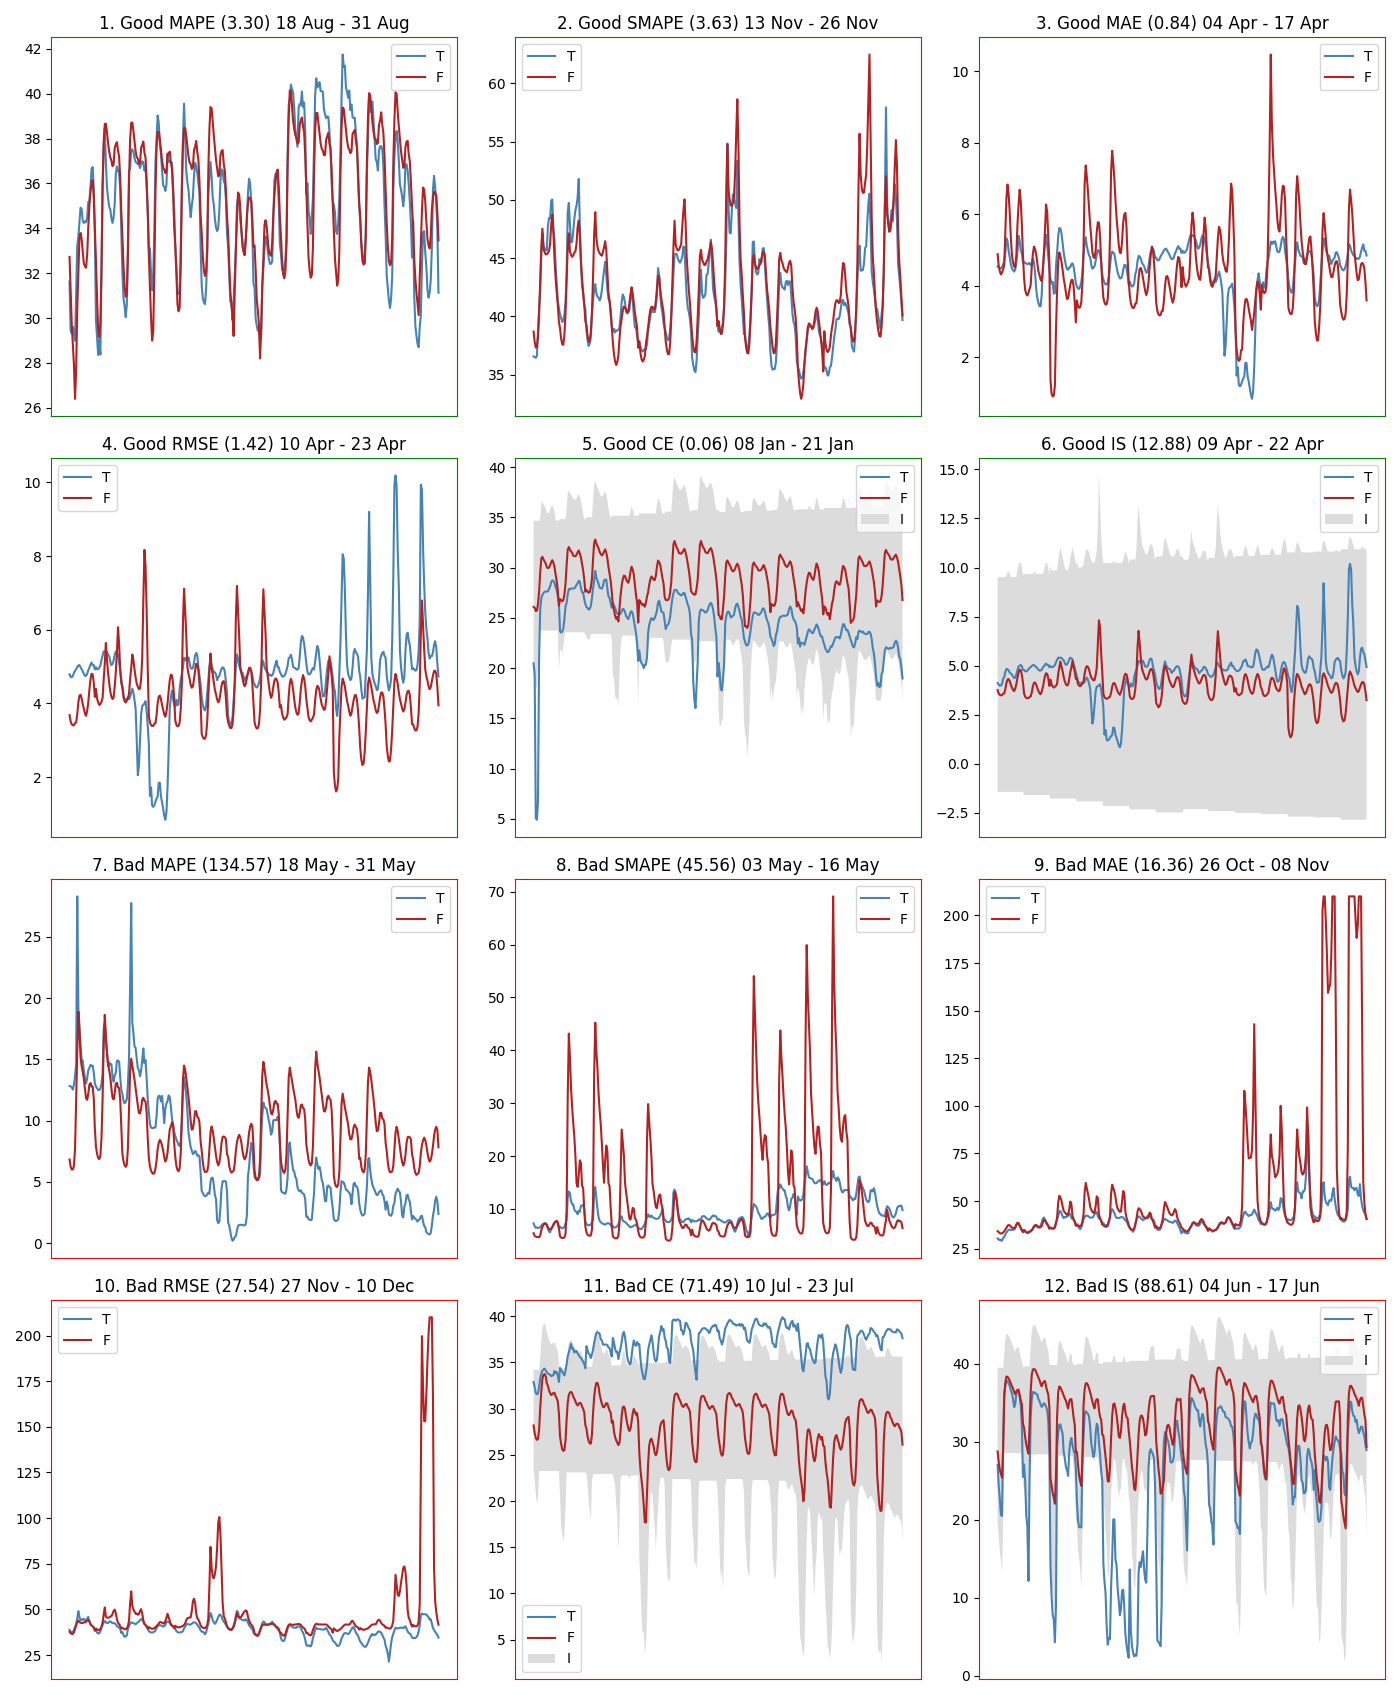 1. Good MAPE (3.30) 18 Aug - 31 Aug
42
40
38
36
34
32
30
28
26
T
F
2. Good SMAPE (3.63) 13 Nov - 26 Nov
60
55
50
45
40
35
T
F
3. Good MAE (0.84) 04 Apr - 17 Apr
10
8
6
4
2
T
F
4. Good RMSE (1.42) 10 Apr - 23 Apr
10
8
6
4
2
T
F
5. Good CE (0.06) 08 Jan - 21 Jan
40
35
30
25
20
15
10
5
T
F
I
6. Good IS (12.88) 09 Apr - 22 Apr
15.0
12.5
10.0
7.5
5.0
2.5
0.0
−2.5
T
F
I
7. Bad MAPE (134.57) 18 May - 31 May
25
20
15
10
5
0
T
F
8. Bad SMAPE (45.56) 03 May - 16 May
70
60
50
40
30
20
10
T
F
9. Bad MAE (16.36) 26 Oct - 08 Nov
200
175
150
125
100
75
50
25
T
F
10. Bad RMSE (27.54) 27 Nov - 10 Dec
200
175
150
125
100
75
50
25
T
F
11. Bad CE (71.49) 10 Jul - 23 Jul
40
35
30
25
20
15
10
5
T
F
I
12. Bad IS (88.61) 04 Jun - 17 Jun
40
30
20
10
0
T
F
I